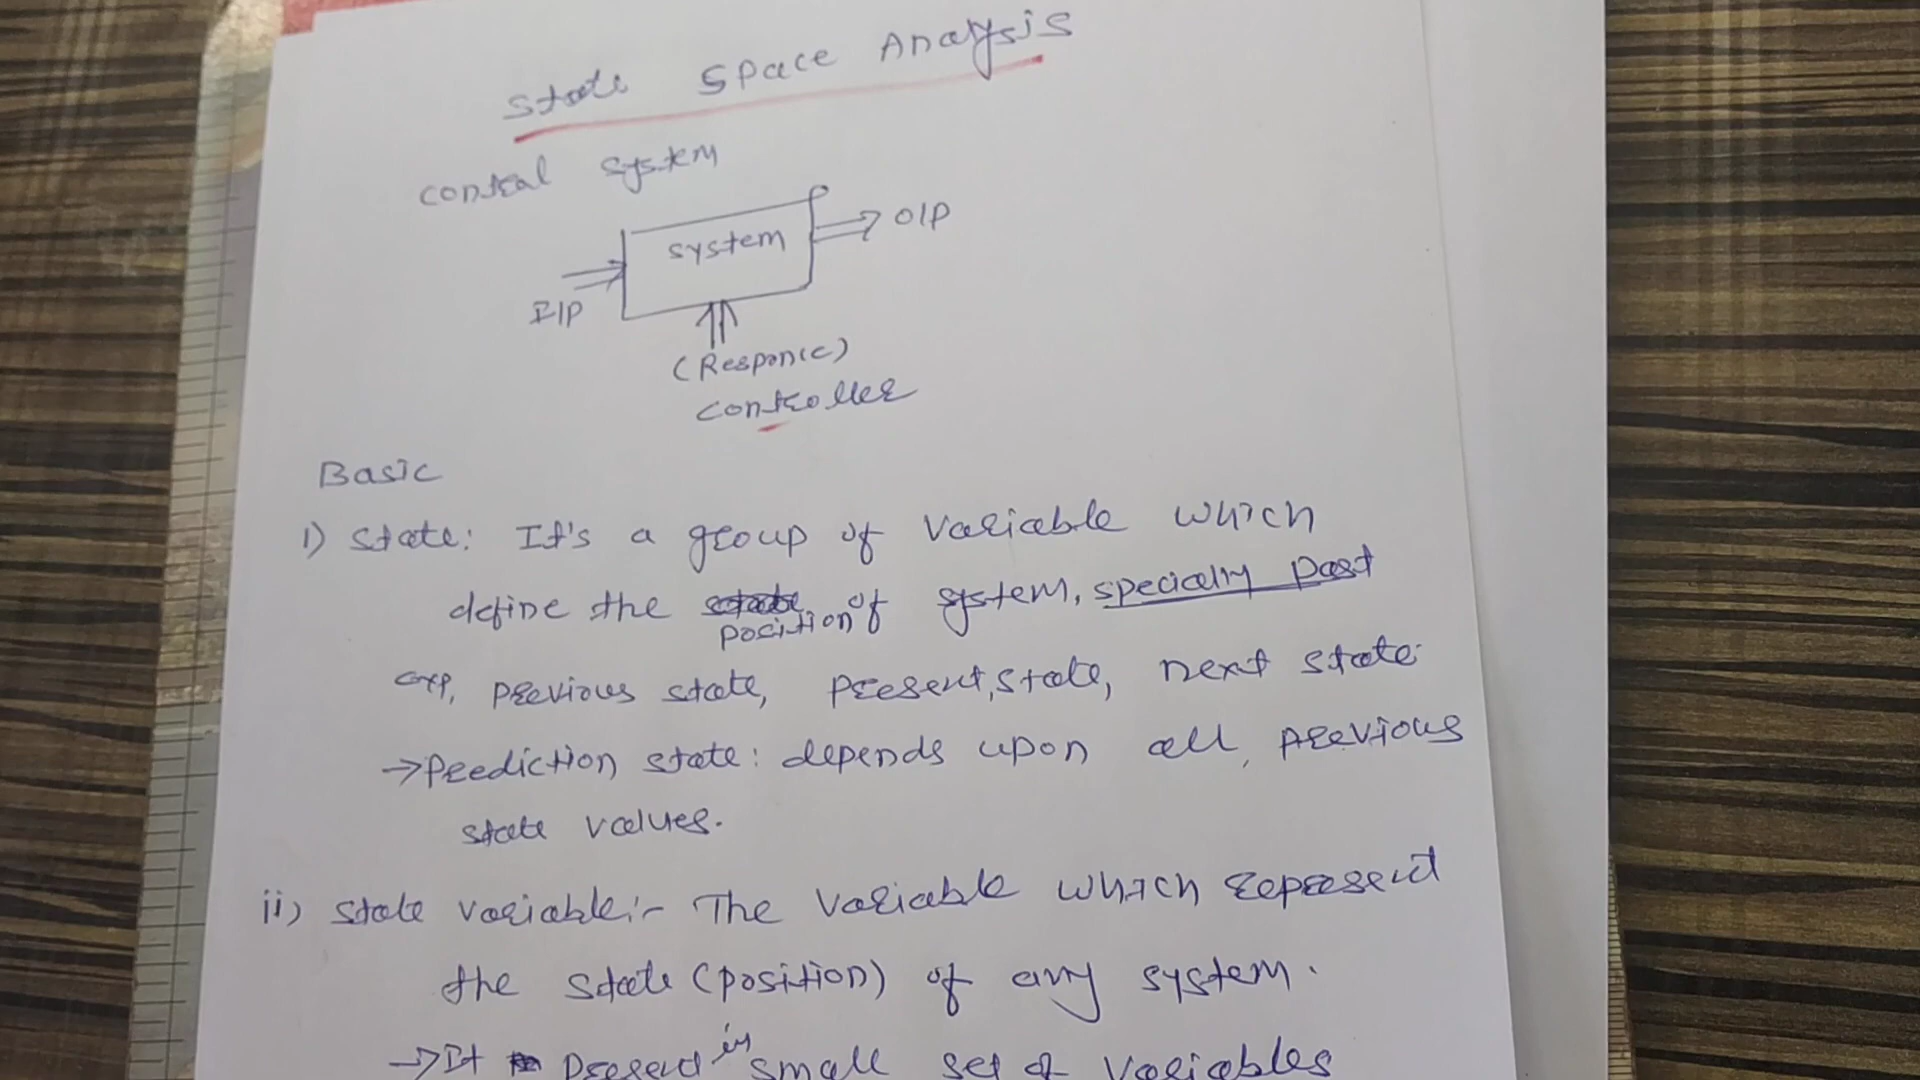 State Space Analysis
control system
system
O/P
I/P
(Responce)
controller
Basic
i) state: It's a group of variable which
define the state position of system, specially past
exp, previous state, present, state, next state.
→Prediction state: depends upon all, previous
state values.
ii) state variable:- The variable which represent
the state (position) of any system.
→It present in small set of variables